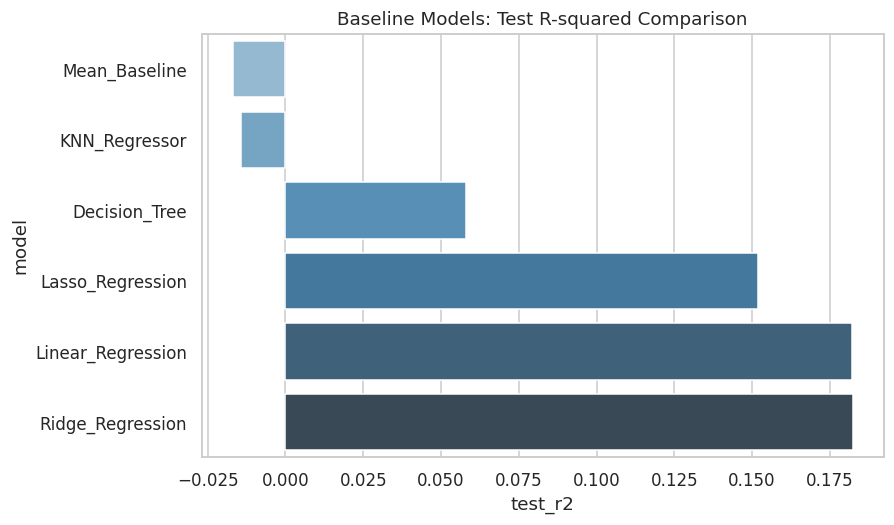 Baseline Models: Test R-squared Comparison
Mean_Baseline
KNN_Regressor
Decision_Tree
Lasso_Regression
Linear_Regression
Ridge_Regression
model
−0.025 0.000 0.025 0.050 0.075 0.100 0.125 0.150 0.175
test_r2